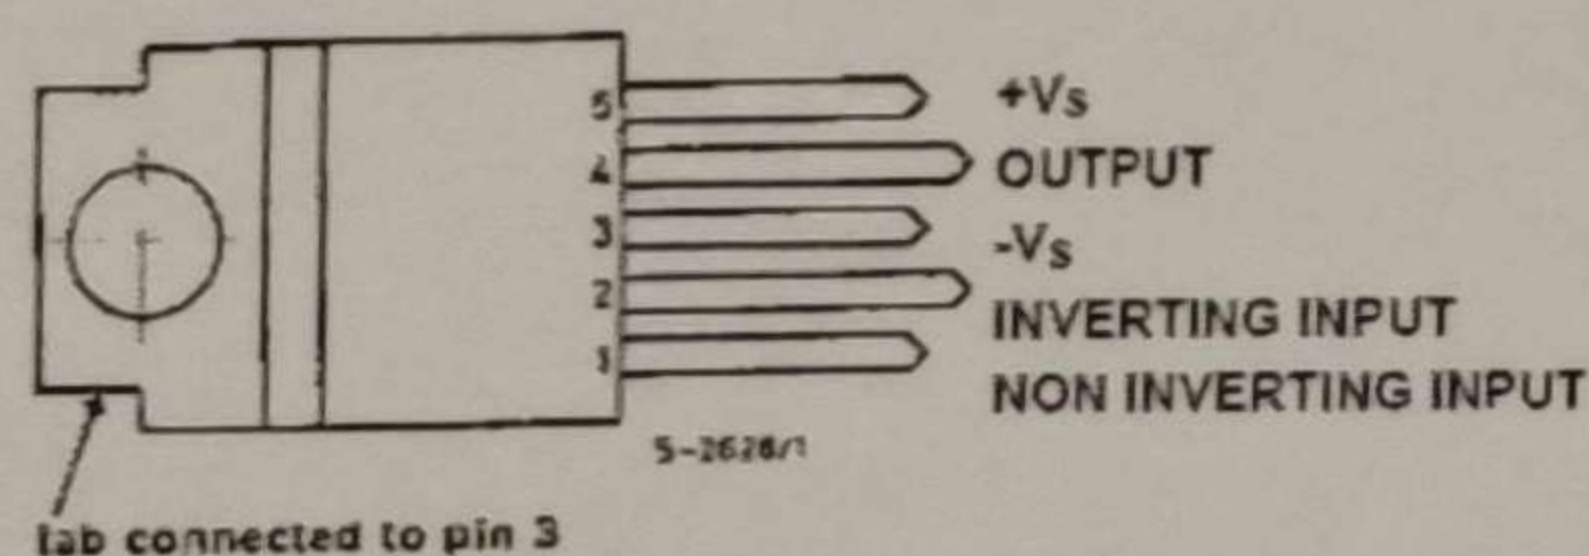 5 +Vs
4 OUTPUT
3 -Vs
2 INVERTING INPUT
1 NON INVERTING INPUT
5-2628/1
tab connected to pin 3